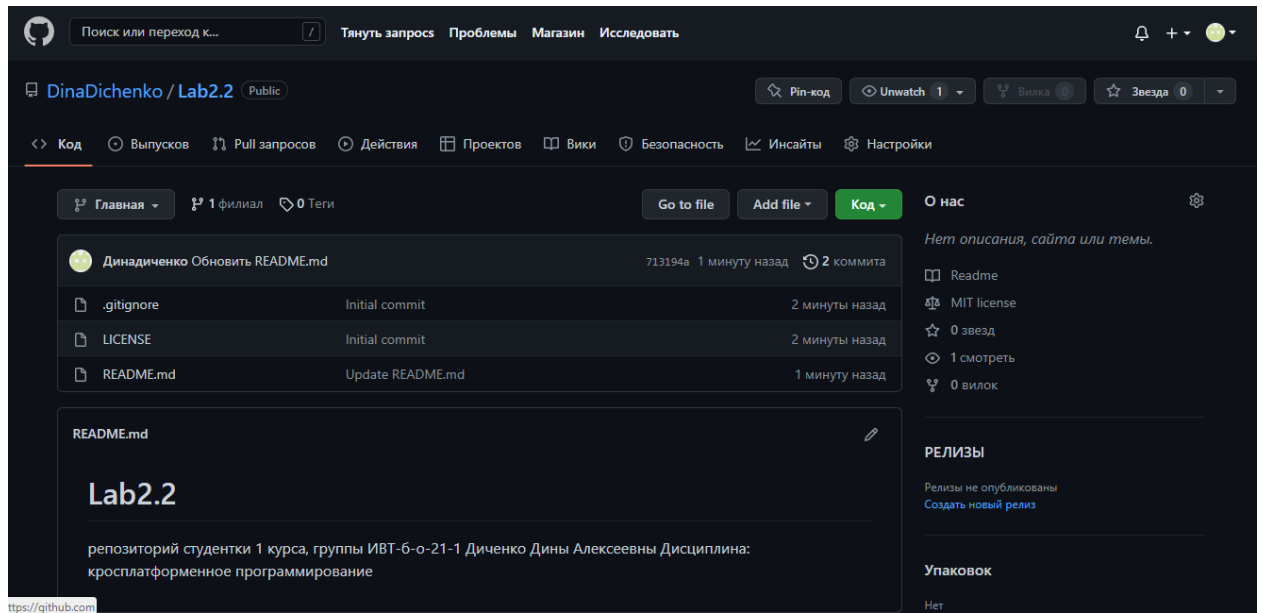 Поиск или переход к... / Тянуть запрос Проблемы Магазин Исследовать
DinaDichenko / Lab2.2 Public Pin-код Unwatch 1 Вилка 0 Звезда 0
Код Выпусков Pull запросов Действия Проектов Вики Безопасность Инсайты Настройки
Главная 1 филиал 0 Теги Go to file Add file Код
Динадиченко Обновить README.md 713194a 1 минуту назад 2 коммита
.gitignore Initial commit 2 минуты назад
LICENSE Initial commit 2 минуты назад
README.md Update README.md 1 минуту назад
README.md
Lab2.2
репозиторий студентки 1 курса, группы ИВТ-б-о-21-1 Диченко Дины Алексеевны Дисциплина:
кросплатформенное программирование
О нас
Нет описания, сайта или темы.
Readme
MIT license
0 звезд
1 смотреть
0 вилок
РЕЛИЗЫ
Релизы не опубликованы
Создать новый релиз
Упаковок
Нет
ttps://github.com